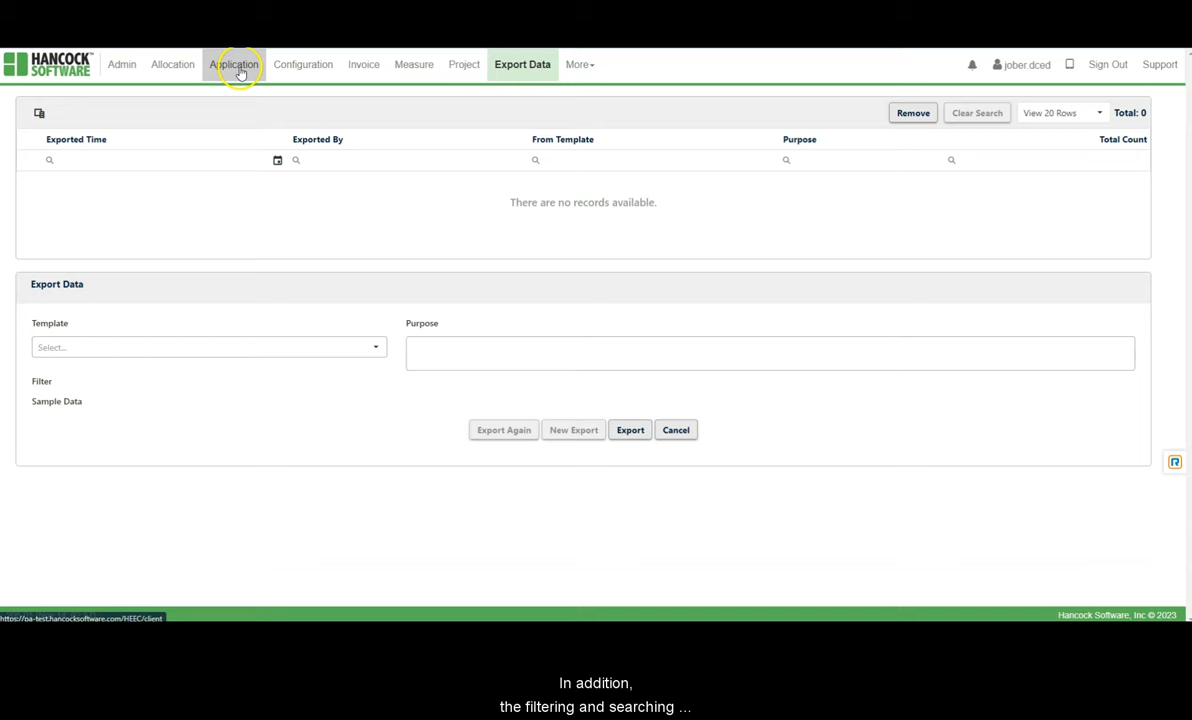 HANCOCK
SOFTWARE™
Admin Allocation Application Configuration Invoice Measure Project Export Data More jober.dced Sign Out Support
Remove Clear Search View 20 Rows Total: 0
Exported Time Exported By From Template Purpose Total Count
There are no records available.
Export Data
Template Purpose
Select...
Filter
Sample Data
Export Again New Export Export Cancel
Hancock Software, Inc © 2023
https://pa-test.hancocksoftware.com/HEEC/client
In addition,
the filtering and searching ...